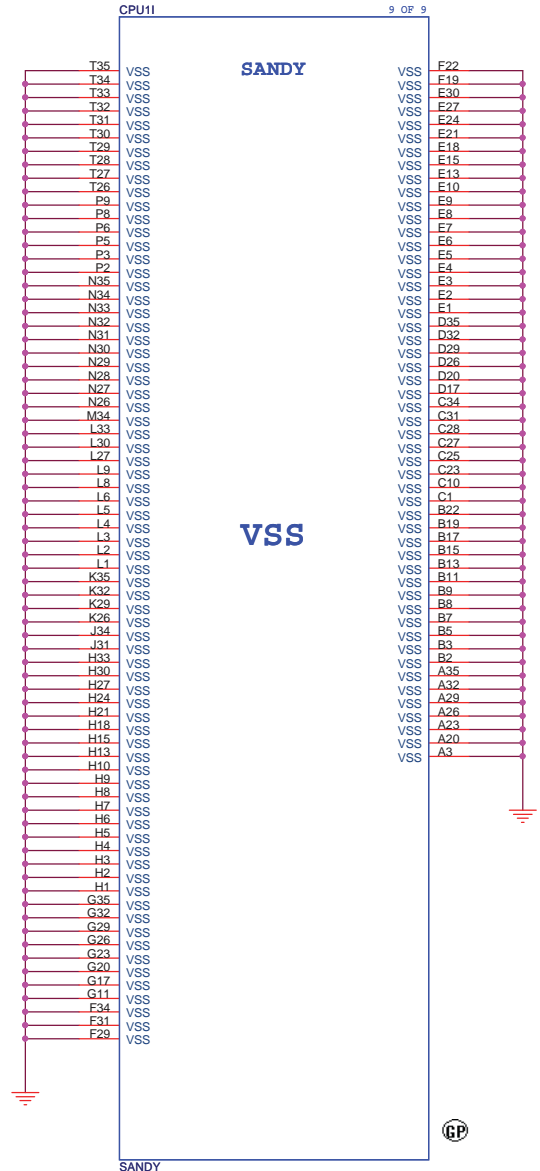 CPU1I 9 OF 9
SANDY
T35 VSS VSS F22
T34 VSS VSS F19
T33 VSS VSS E30
T32 VSS VSS E27
T31 VSS VSS E24
T30 VSS VSS E21
T29 VSS VSS E18
T28 VSS VSS E15
T27 VSS VSS E13
T26 VSS VSS E10
P9 VSS VSS E9
P8 VSS VSS E8
P6 VSS VSS E7
P5 VSS VSS E6
P3 VSS VSS E5
P2 VSS VSS E4
N35 VSS VSS E3
N34 VSS VSS E2
N33 VSS VSS E1
N32 VSS VSS D35
N31 VSS VSS D32
N30 VSS VSS D29
N29 VSS VSS D26
N28 VSS VSS D20
N27 VSS VSS D17
N26 VSS VSS C34
M34 VSS VSS C31
L33 VSS VSS C28
L30 VSS VSS C27
L27 VSS VSS C25
L9 VSS VSS C23
L8 VSS VSS C10
L6 VSS VSS C1
L5 VSS VSS B22
L4 VSS VSS B19
VSS
L3 VSS VSS B17
L2 VSS VSS B15
L1 VSS VSS B13
K35 VSS VSS B11
K32 VSS VSS B9
K29 VSS VSS B8
K26 VSS VSS B7
J34 VSS VSS B5
J31 VSS VSS B3
H33 VSS VSS B2
H30 VSS VSS A35
H27 VSS VSS A32
H24 VSS VSS A29
H21 VSS VSS A26
H18 VSS VSS A23
H15 VSS VSS A20
H13 VSS VSS A3
H10 VSS
H9 VSS
H8 VSS
H7 VSS
H6 VSS
H5 VSS
H4 VSS
H3 VSS
H2 VSS
H1 VSS
G35 VSS
G32 VSS
G29 VSS
G26 VSS
G23 VSS
G20 VSS
G17 VSS
G11 VSS
F34 VSS
F31 VSS
F29 VSS
GP
SANDY